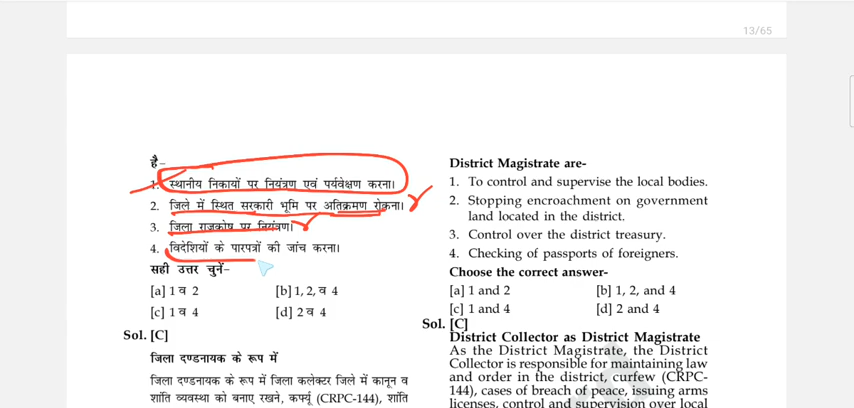 13/65
है–
1. स्थानीय निकायों पर नियंत्रण एवं पर्यवेक्षण करना।
2. जिले में स्थित सरकारी भूमि पर अतिक्रमण रोकना।
3. जिला राजकोष पर नियंत्रण।
4. विदेशियों के पारपत्रों की जांच करना।
सही उत्तर चुनें–
[a] 1 व 2 [b] 1, 2, व 4
[c] 1 व 4 [d] 2 व 4
Sol. [C]
जिला दण्डनायक के रूप में
जिला दण्डनायक के रूप में जिला कलेक्टर जिले में कानून व
शांति व्यवस्था को बनाए रखने, कर्फ्यू (CRPC-144), शांति
District Magistrate are-
1. To control and supervise the local bodies.
2. Stopping encroachment on government
land located in the district.
3. Control over the district treasury.
4. Checking of passports of foreigners.
Choose the correct answer-
[a] 1 and 2 [b] 1, 2, and 4
[c] 1 and 4 [d] 2 and 4
Sol. [C]
District Collector as District Magistrate
As the District Magistrate, the District
Collector is responsible for maintaining law
and order in the district, curfew (CRPC-
144), cases of breach of peace, issuing arms
licenses, control and supervision over local